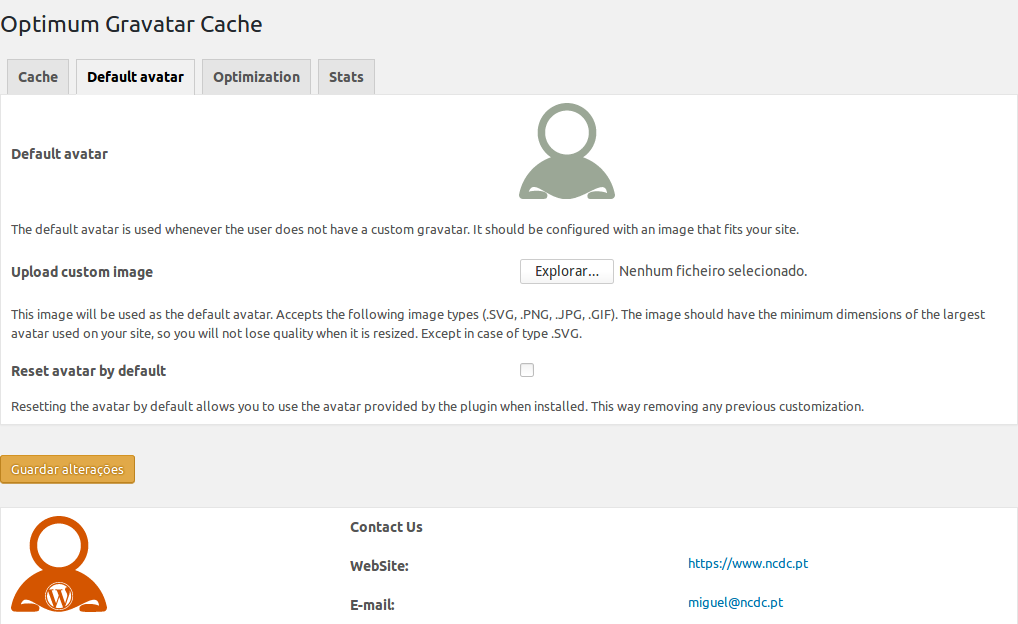 Optimum Gravatar Cache
Cache
Default avatar
Optimization
Stats
Default avatar
The default avatar is used whenever the user does not have a custom gravatar. It should be configured with an image that fits your site.
Upload custom image
Explorar... Nenhum ficheiro selecionado.
This image will be used as the default avatar. Accepts the following image types (.SVG, .PNG, .JPG, .GIF). The image should have the minimum dimensions of the largest
avatar used on your site, so you will not lose quality when it is resized. Except in case of type .SVG.
Reset avatar by default
Resetting the avatar by default allows you to use the avatar provided by the plugin when installed. This way removing any previous customization.
Guardar alterações
Contact Us
WebSite: https://www.ncdc.pt
E-mail: miguel@ncdc.pt